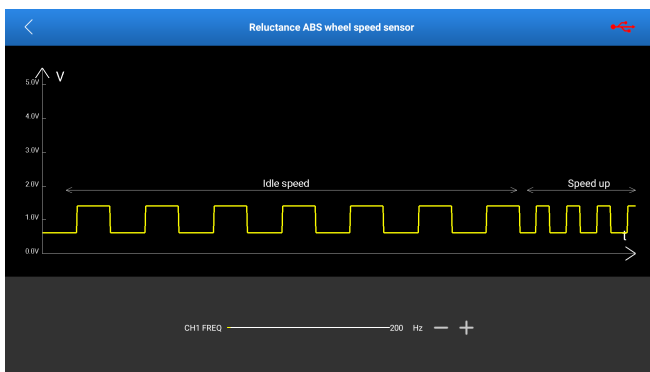 Reluctance ABS wheel speed sensor
V
5.0V
4.0V
3.0V
2.0V
Idle speed
Speed up
1.0V
t
0.0V
CH1 FREQ 200 Hz